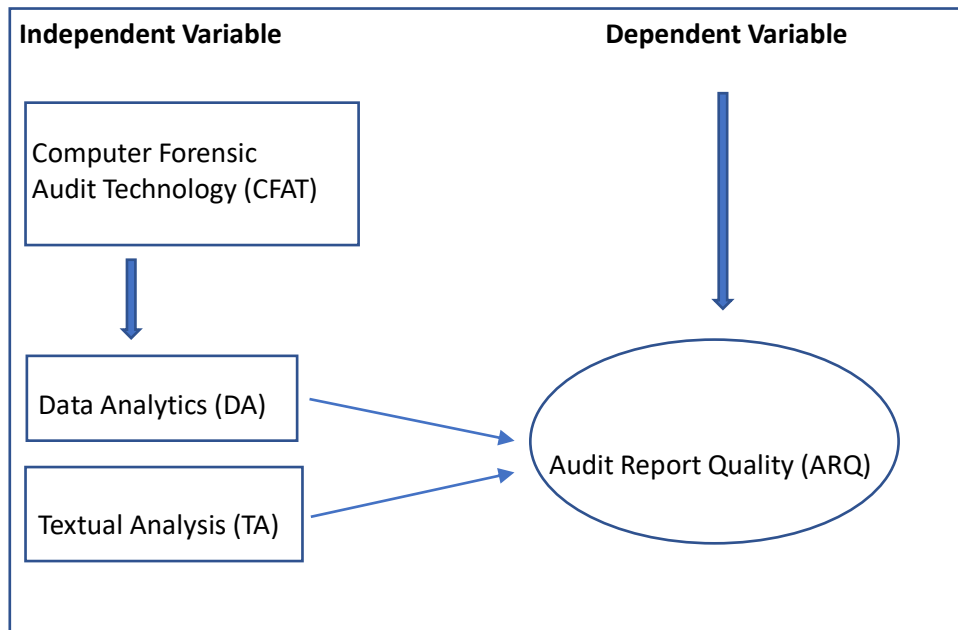 Independent Variable
Dependent Variable
Computer Forensic
Audit Technology (CFAT)
Data Analytics (DA)
Audit Report Quality (ARQ)
Textual Analysis (TA)